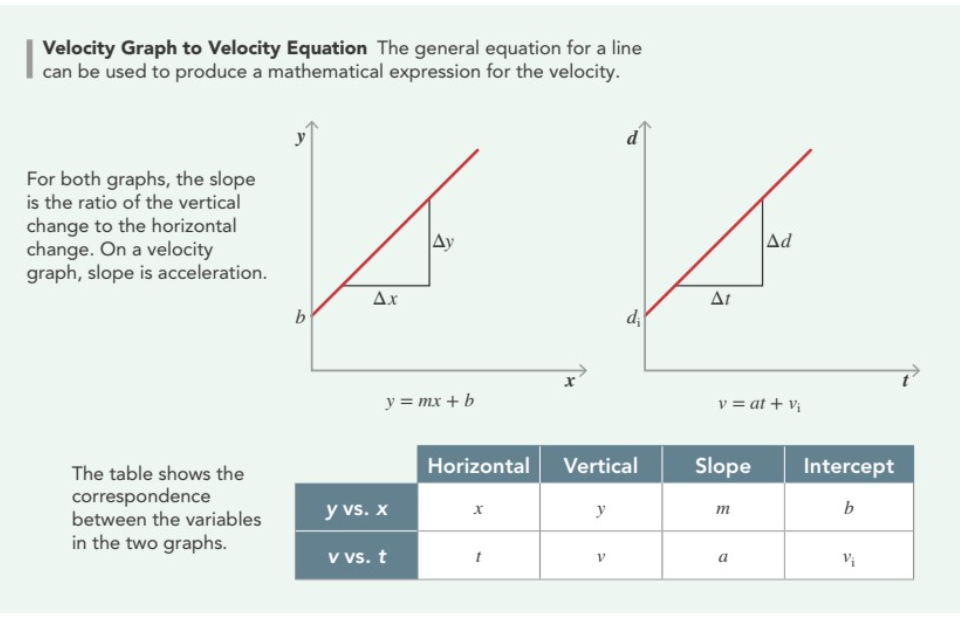 Velocity Graph to Velocity Equation The general equation for a line
can be used to produce a mathematical expression for the velocity.
For both graphs, the slope
is the ratio of the vertical
change to the horizontal
change. On a velocity
graph, slope is acceleration.
y
Δy
Δx
b
x
y = mx + b
d
Δd
Δt
dᵢ
t
v = at + vᵢ
The table shows the
correspondence
between the variables
in the two graphs.
Horizontal Vertical Slope Intercept
y vs. x x y m b
v vs. t t v a vᵢ